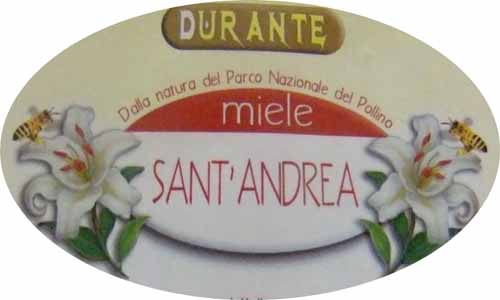 DURANTE
Dalla natura del Parco Nazionale del Pollino
miele
SANT'ANDREA